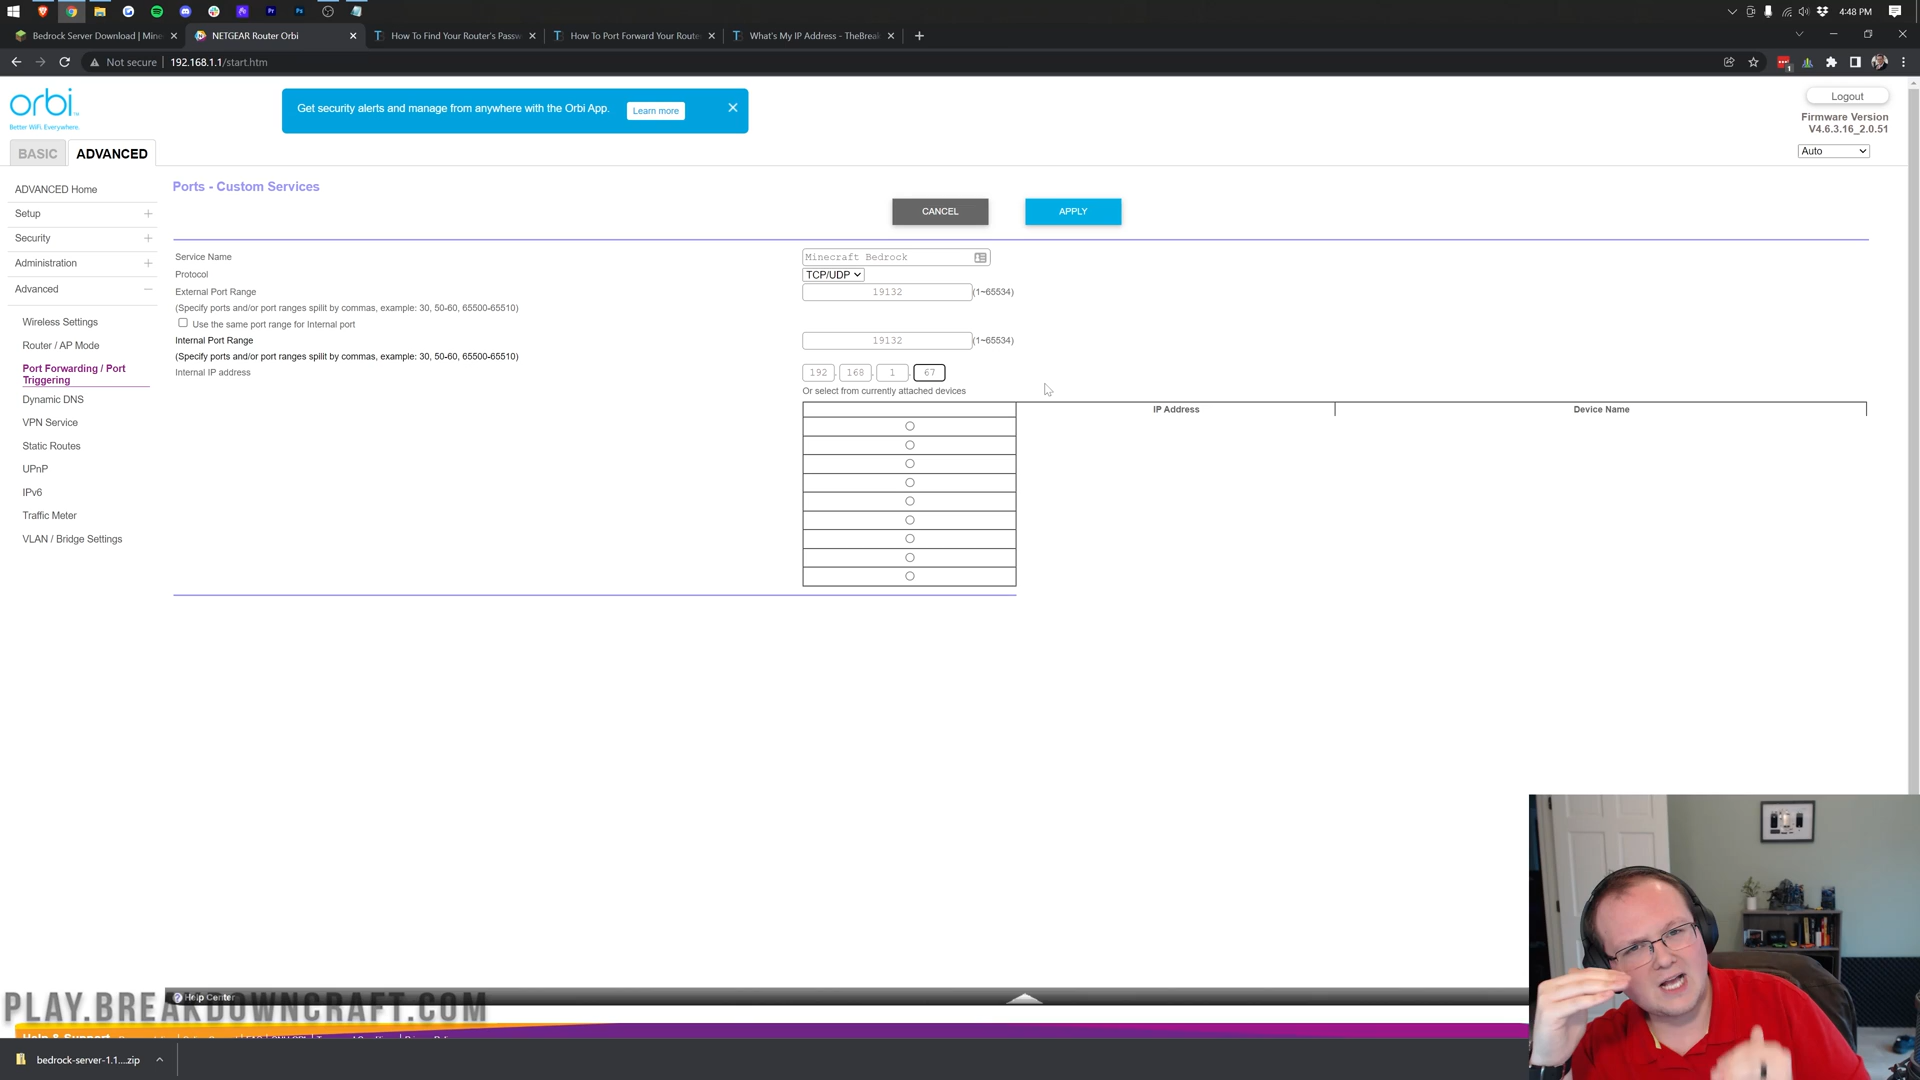 4:48 PM
Bedrock Server Download | Mine
NETGEAR Router Orbi
How To Find Your Router's Passw
How To Port Forward Your Route
What's My IP Address - TheBreak
Not secure
192.168.1.1/start.htm
orbi
Better WiFi. Everywhere.
Get security alerts and manage from anywhere with the Orbi App.
Learn more
Logout
Firmware Version
V4.6.3.16_2.0.51
Auto
BASIC
ADVANCED
ADVANCED Home
Setup
Security
Administration
Advanced
Wireless Settings
Router / AP Mode
Port Forwarding / Port
Triggering
Dynamic DNS
VPN Service
Static Routes
UPnP
IPv6
Traffic Meter
VLAN / Bridge Settings
Ports - Custom Services
CANCEL
APPLY
Service Name
Minecraft Bedrock
Protocol
TCP/UDP
External Port Range
19132 (1~65534)
(Specify ports and/or port ranges spilit by commas, example: 30, 50-60, 65500-65510)
Use the same port range for Internal port
Internal Port Range
19132 (1~65534)
(Specify ports and/or port ranges spilit by commas, example: 30, 50-60, 65500-65510)
Internal IP address
192 . 168 . 1 . 67
Or select from currently attached devices
IP Address
Device Name
Help Center
PLAY.BREAKDOWNCRAFT.COM
Help & Support
bedrock-server-1.1....zip